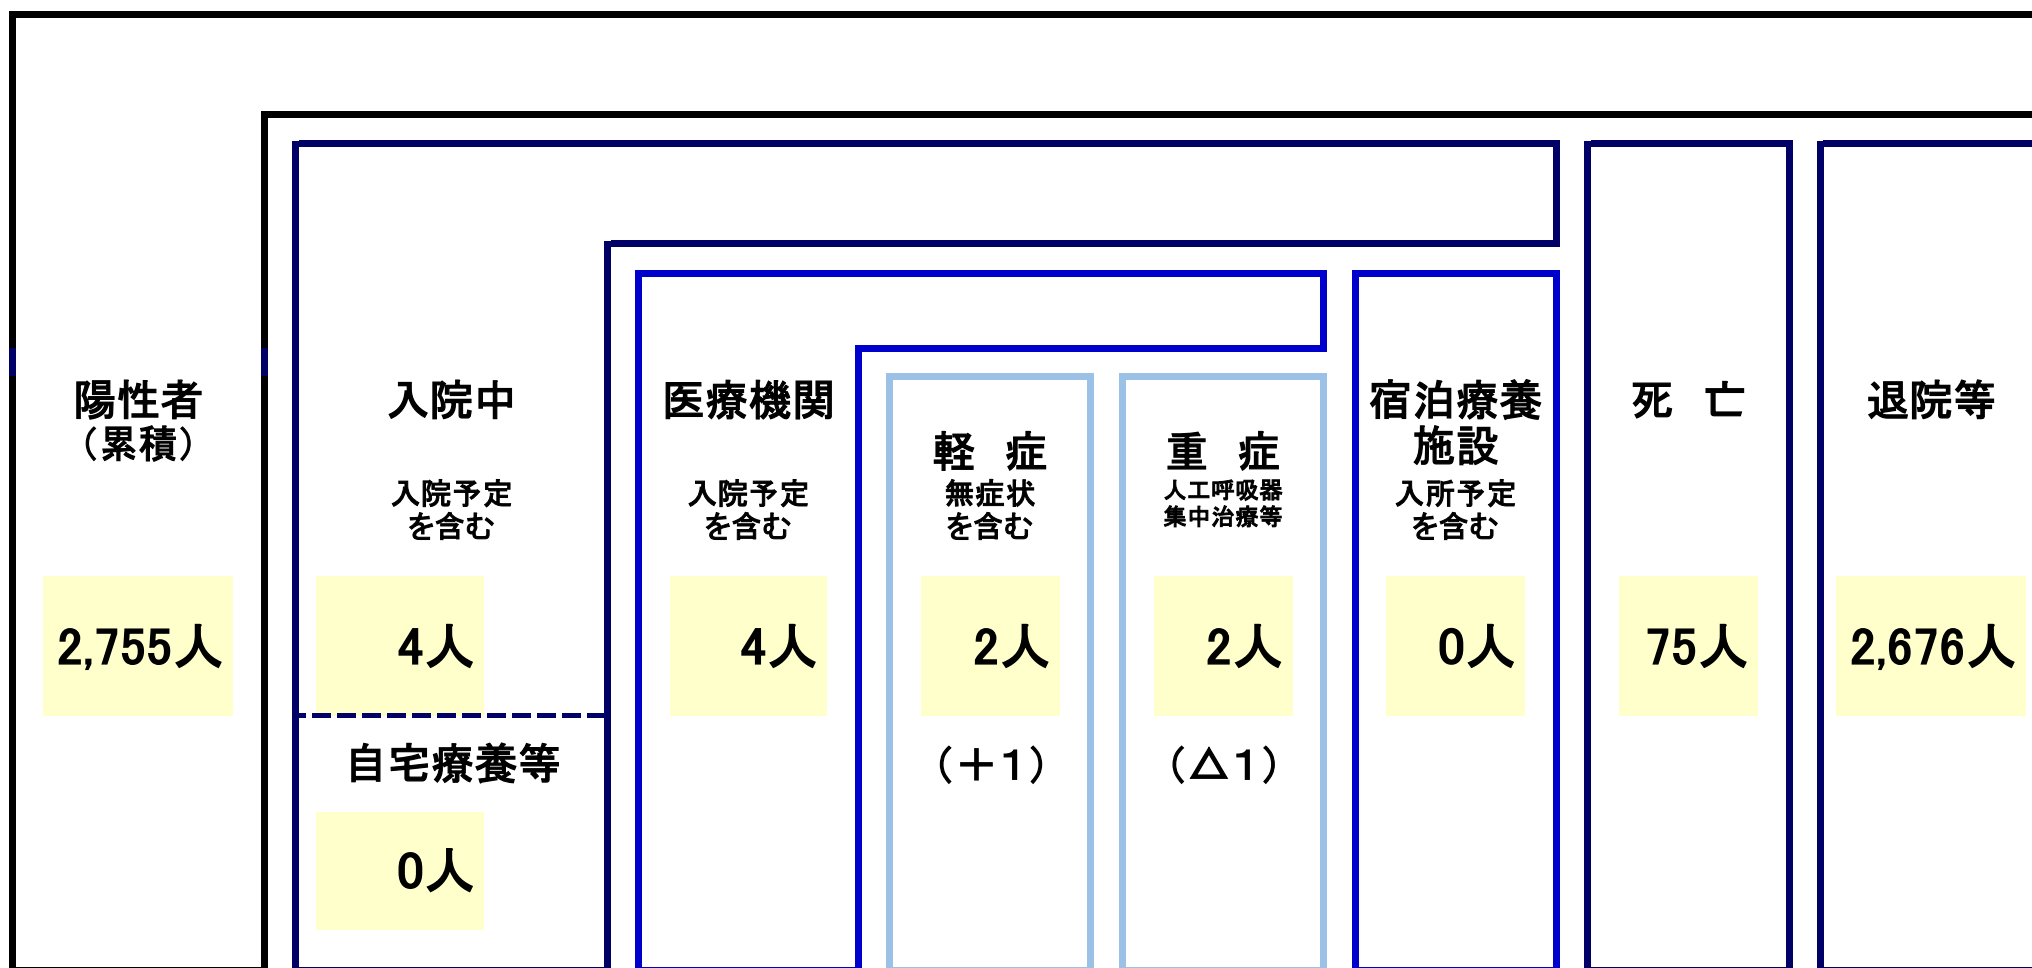 陽性者
（累積）
2,755人
入院中
入院予定
を含む
4人
自宅療養等
0人
医療機関
入院予定
を含む
4人
軽 症
無症状
を含む
2人
（＋１）
重 症
人工呼吸器
集中治療等
2人
（△１）
宿泊療養
施設
入所予定
を含む
0人
死 亡
75人
退院等
2,676人